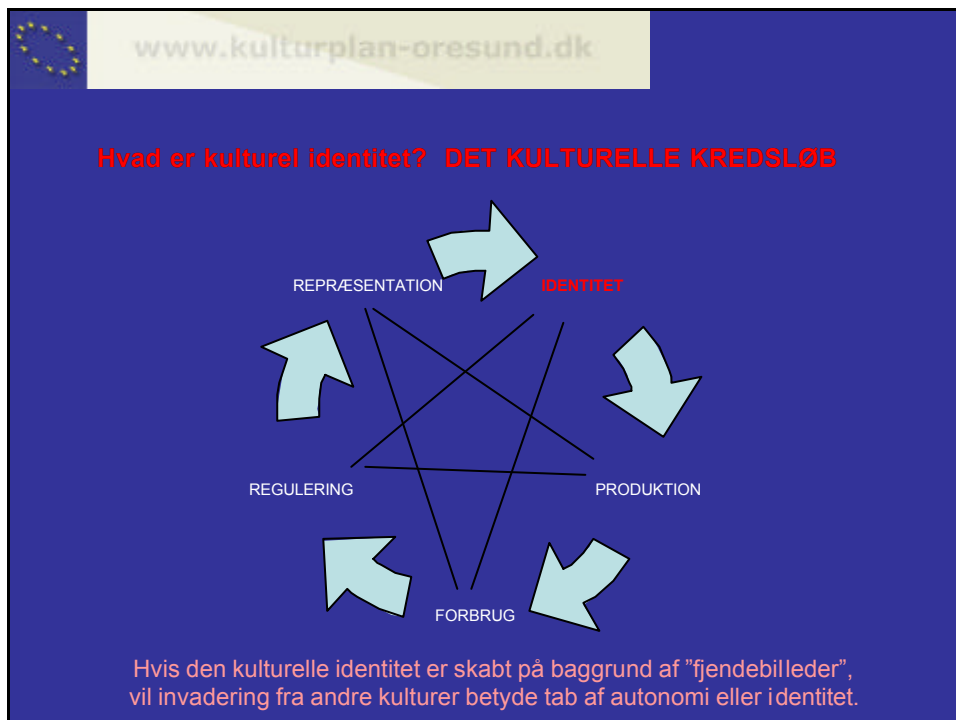 www.kulturplan-oresund.dk
Hvad er kulturel identitet? DET KULTURELLE KREDSLØB
REPRÆSENTATION
IDENTITET
REGULERING
PRODUKTION
FORBRUG
Hvis den kulturelle identitet er skabt på baggrund af ”fjendebilleder”,
vil invadering fra andre kulturer betyde tab af autonomi eller identitet.